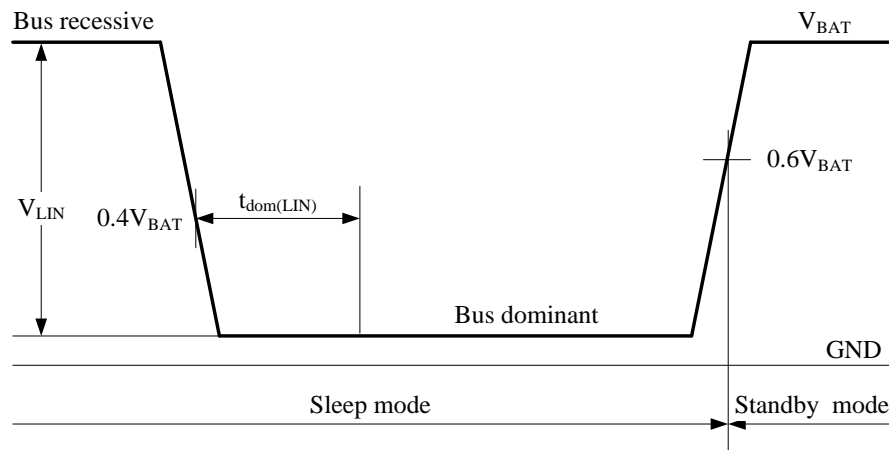 Bus recessive
V_BAT
0.6V_BAT
t_dom(LIN)
V_LIN
0.4V_BAT
Bus dominant
GND
Sleep mode
Standby mode